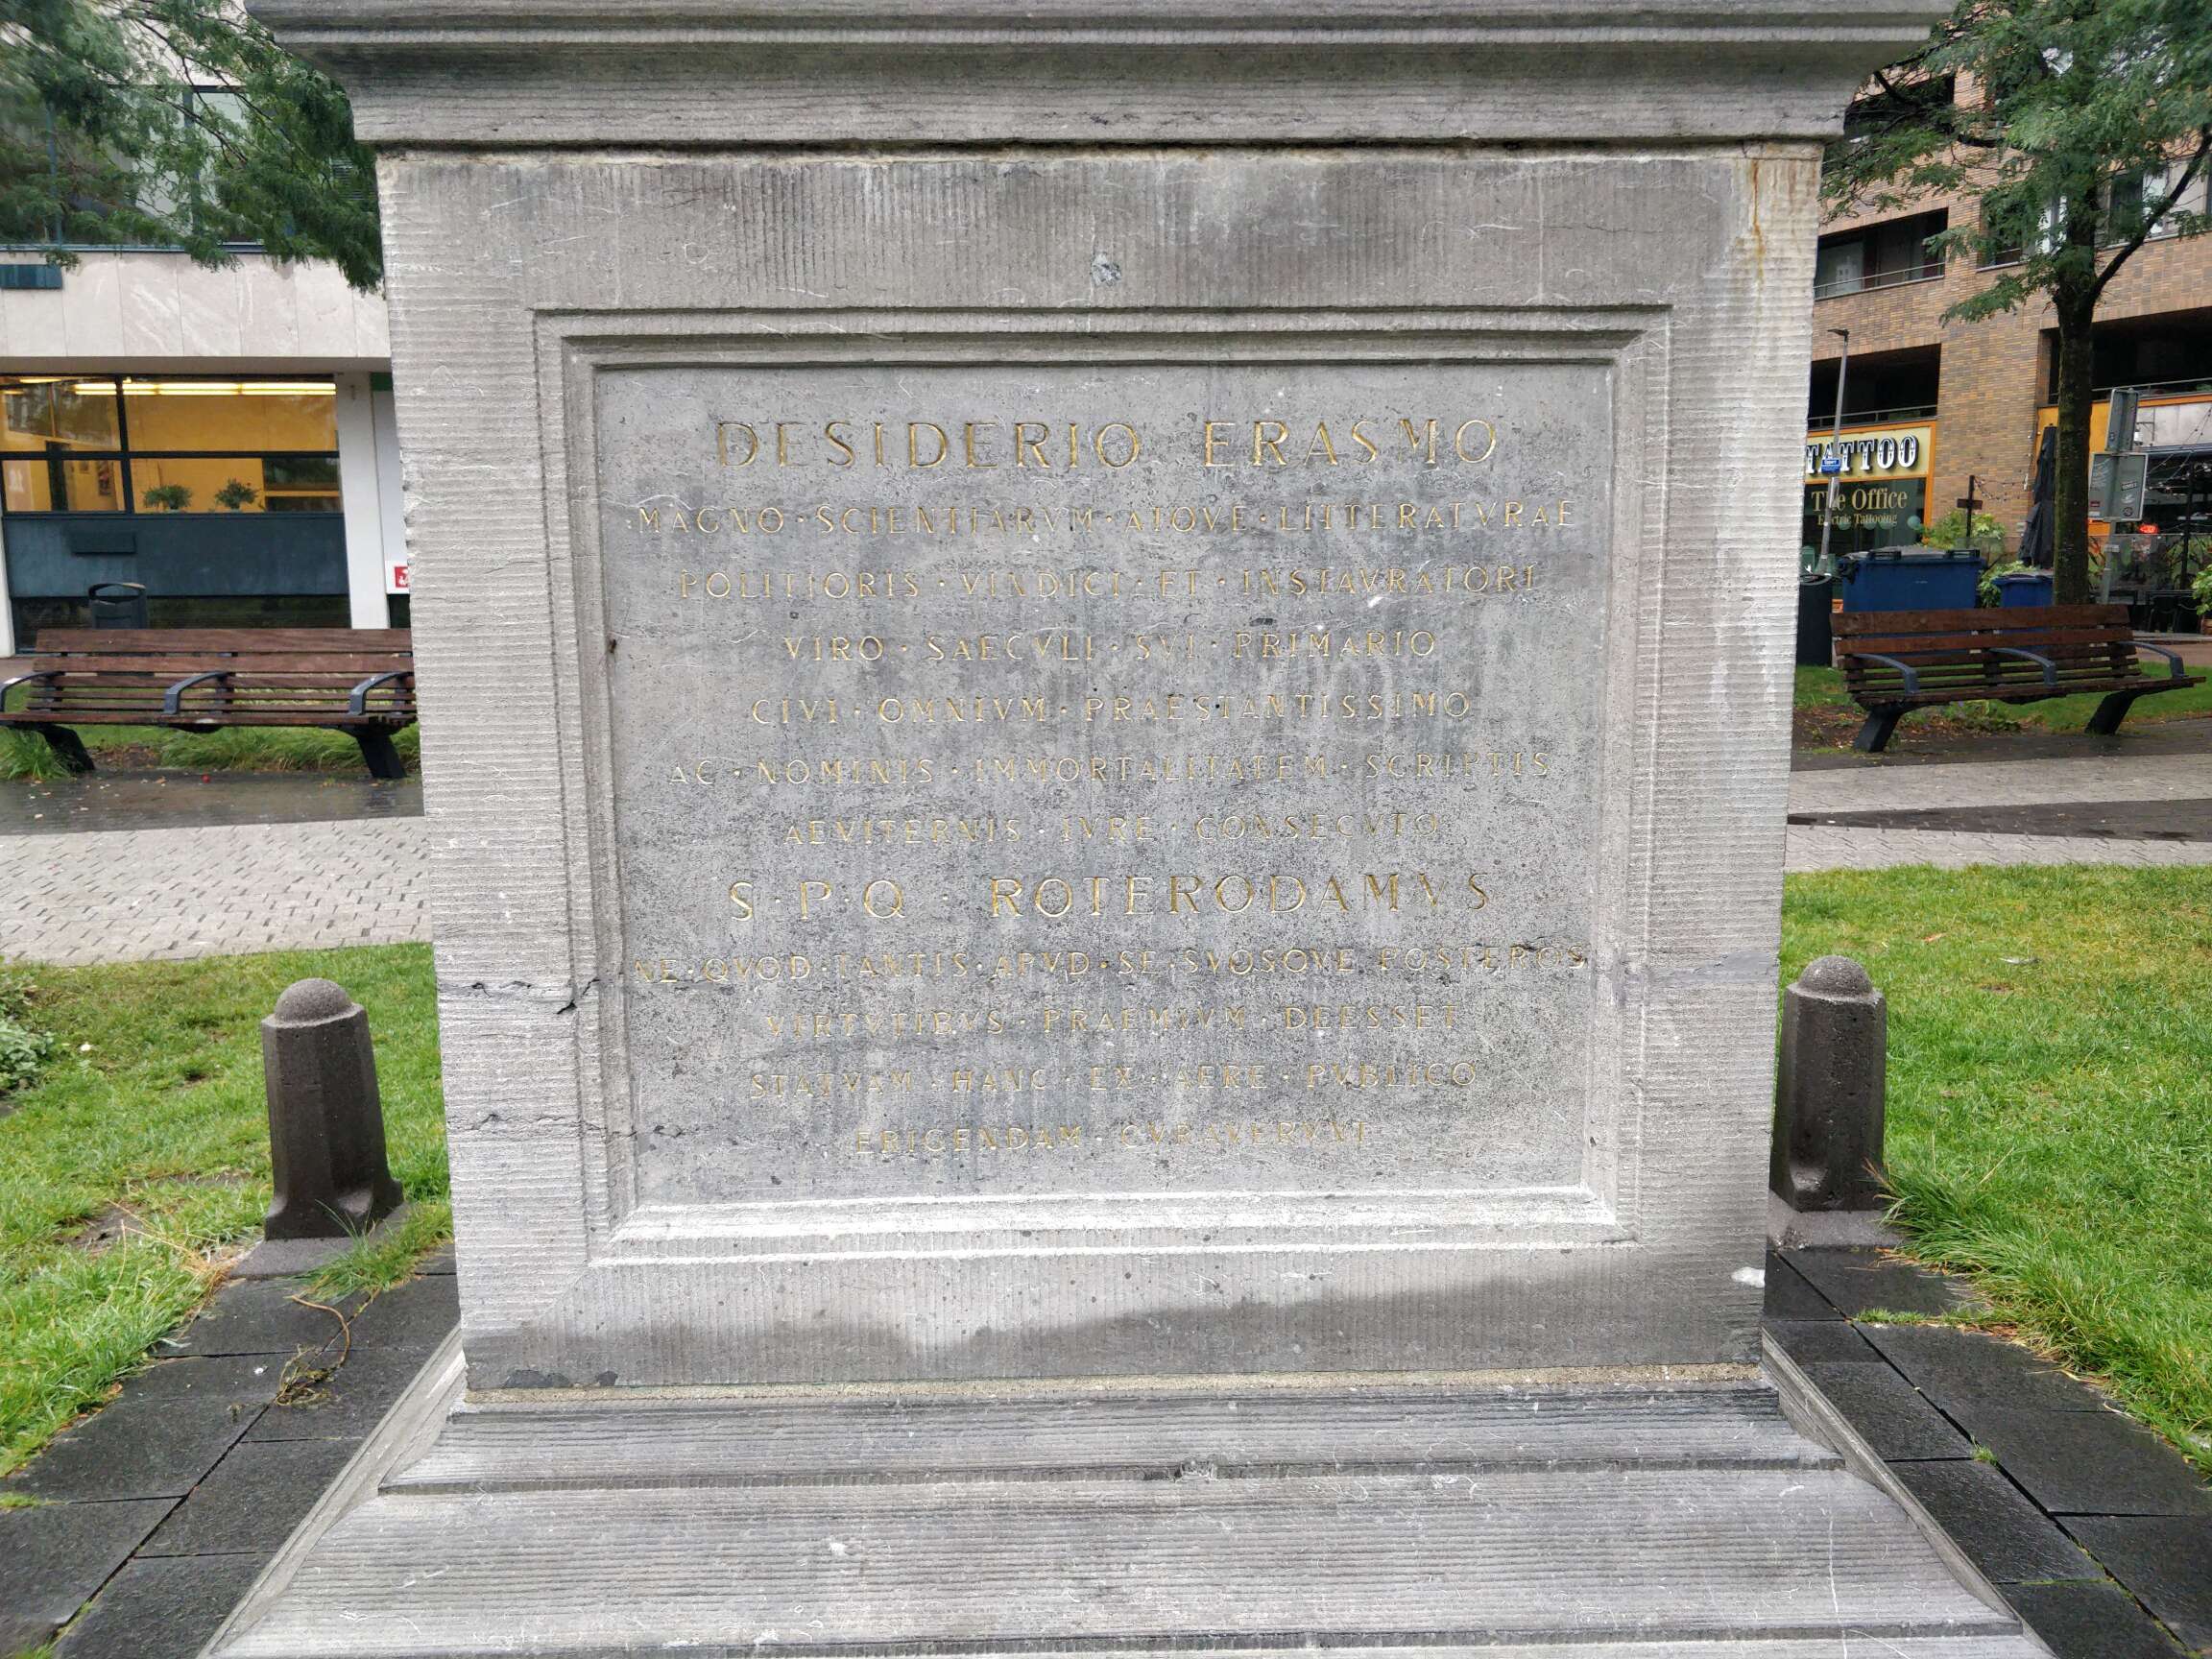 DESIDERIO ERASMO
MAGNO · SCIENTIARVM · ATQVE · LITTERATVRAE
POLITIORIS · VINDICI · ET · INSTAVRATORI
VIRO · SAECVLI · SVI · PRIMARIO
CIVI · OMNIVM · PRAESTANTISSIMO
AC · NOMINIS · IMMORTALITATEM · SCRIPTIS
AEVITERNIS · IVRE · CONSECVTO
S · P · Q · ROTERODAMVS
NE · QVOD · TANTIS · APVD · SE · SVOSQVE · POSTEROS
VIRTVTIBVS · PRAEMIVM · DEESSET
STATVAM · HANC · EX · AERE · PVBLICO
ERIGENDAM · CVRAVERVNT
TATTOO
The Office
Electric Tattooing